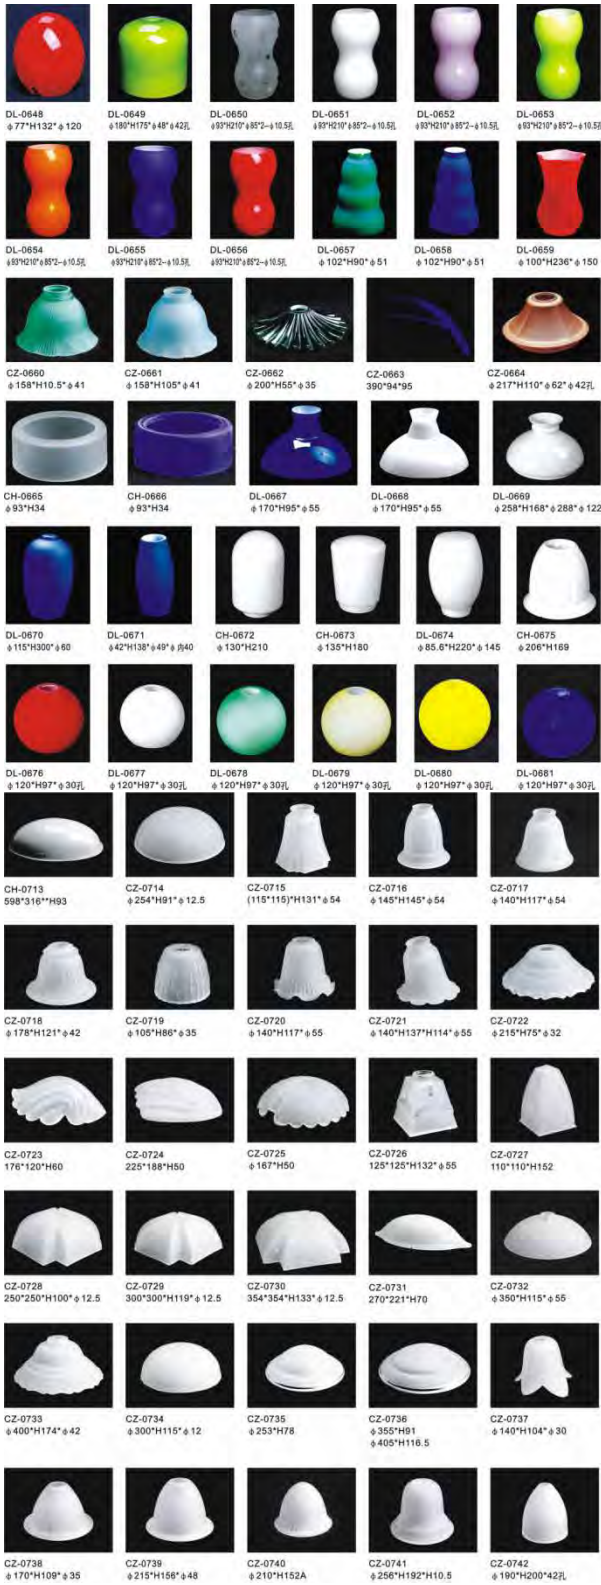 DL-0648
φ77*H132*φ120
DL-0649
φ180*H175*φ48*φ42孔
DL-0650
φ93*H210*φ85*2--φ10.5孔
DL-0651
φ93*H210*φ85*2--φ10.5孔
DL-0652
φ93*H210*φ85*2--φ10.5孔
DL-0653
φ93*H210*φ85*2--φ10.5孔
DL-0654
φ93*H210*φ85*2--φ10.5孔
DL-0655
φ93*H210*φ85*2--φ10.5孔
DL-0656
φ93*H210*φ85*2--φ10.5孔
DL-0657
φ102*H90*φ51
DL-0658
φ102*H90*φ51
DL-0659
φ100*H236*φ150
CZ-0660
φ158*H10.5*φ41
CZ-0661
φ158*H105*φ41
CZ-0662
φ200*H55*φ35
CZ-0663
390*94*95
CZ-0664
φ217*H110*φ62*φ42孔
CH-0665
φ93*H34
CH-0666
φ93*H34
DL-0667
φ170*H95*φ55
DL-0668
φ170*H95*φ55
DL-0669
φ258*H168*φ288*φ122
DL-0670
φ115*H300*φ60
DL-0671
φ42*H138*φ49*φ内40
CH-0672
φ130*H210
CH-0673
φ135*H180
DL-0674
φ85.6*H220*φ145
CH-0675
φ206*H169
DL-0676
φ120*H97*φ30孔
DL-0677
φ120*H97*φ30孔
DL-0678
φ120*H97*φ30孔
DL-0679
φ120*H97*φ30孔
DL-0680
φ120*H97*φ30孔
DL-0681
φ120*H97*φ30孔
CH-0713
598*316**H93
CZ-0714
φ254*H91*φ12.5
CZ-0715
(115*115)*H131*φ54
CZ-0716
φ145*H145*φ54
CZ-0717
φ140*H117*φ54
CZ-0718
φ178*H121*φ42
CZ-0719
φ105*H86*φ35
CZ-0720
φ140*H117*φ55
CZ-0721
φ140*H137*H114*φ55
CZ-0722
φ215*H75*φ32
CZ-0723
176*120*H60
CZ-0724
225*188*H50
CZ-0725
φ167*H50
CZ-0726
125*125*H132*φ55
CZ-0727
110*110*H152
CZ-0728
250*250*H100*φ12.5
CZ-0729
300*300*H119*φ12.5
CZ-0730
354*354*H133*φ12.5
CZ-0731
270*221*H70
CZ-0732
φ350*H115*φ55
CZ-0733
φ400*H174*φ42
CZ-0734
φ300*H115*φ12
CZ-0735
φ253*H78
CZ-0736
φ355*H91
φ405*H116.5
CZ-0737
φ140*H104*φ30
CZ-0738
φ170*H109*φ35
CZ-0739
φ215*H156*φ48
CZ-0740
φ210*H152A
CZ-0741
φ256*H192*H10.5
CZ-0742
φ190*H200*42孔